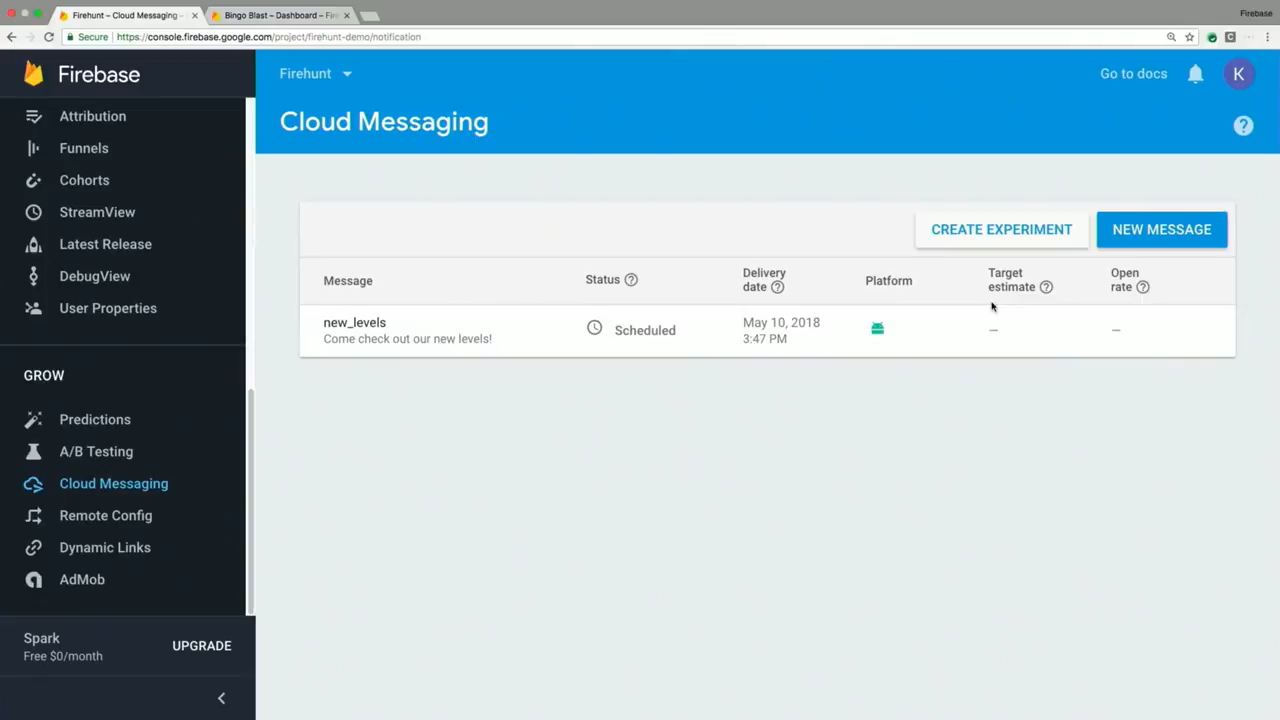 Firehunt – Cloud Messaging –
Bingo Blast – Dashboard – Fire
Firebase
Secure
https://console.firebase.google.com/project/firehunt-demo/notification
Firebase
Attribution
Funnels
Cohorts
StreamView
Latest Release
DebugView
User Properties
GROW
Predictions
A/B Testing
Cloud Messaging
Remote Config
Dynamic Links
AdMob
Spark
Free $0/month
UPGRADE
Firehunt
Go to docs
K
Cloud Messaging
?
CREATE EXPERIMENT
NEW MESSAGE
Message
Status ?
Delivery
date ?
Platform
Target
estimate ?
Open
rate ?
new_levels
Come check out our new levels!
Scheduled
May 10, 2018
3:47 PM
–
–